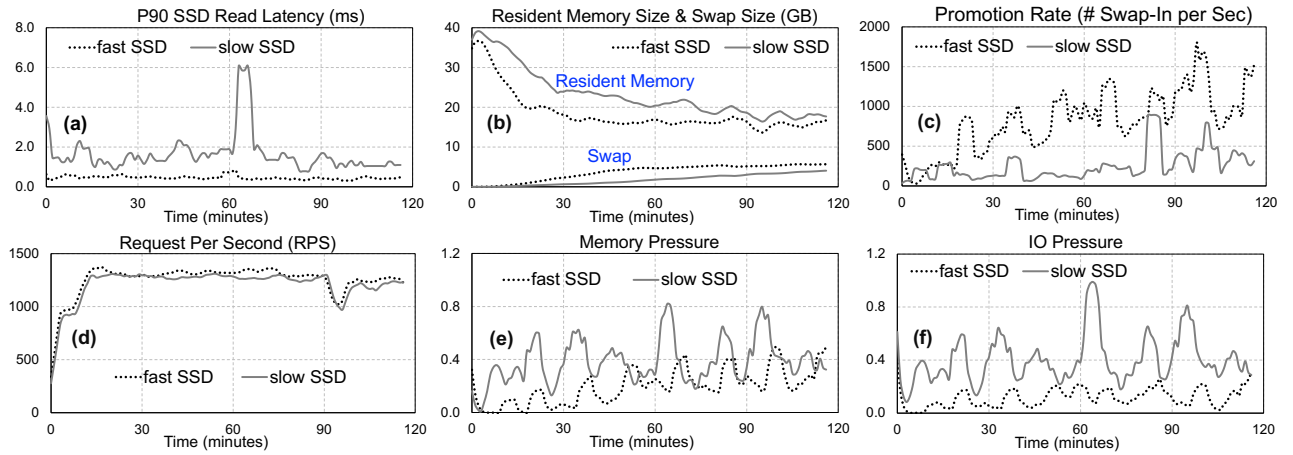 P90 SSD Read Latency (ms)
8.0
6.0
4.0
2.0
0.0
fast SSD
slow SSD
(a)
0
30
60
90
120
Time (minutes)
Resident Memory Size & Swap Size (GB)
40
30
20
10
0
fast SSD
slow SSD
Resident Memory
(b)
Swap
0
30
60
90
120
Time (minutes)
Promotion Rate (# Swap-In per Sec)
2000
1500
1000
500
0
fast SSD
slow SSD
(c)
0
30
60
90
120
Time (minutes)
Request Per Second (RPS)
1500
1000
500
0
(d)
fast SSD
slow SSD
0
30
60
90
120
Time (minutes)
Memory Pressure
1.2
0.8
0.4
0.0
fast SSD
slow SSD
(e)
0
30
60
90
120
Time (minutes)
IO Pressure
1.2
0.8
0.4
0.0
fast SSD
slow SSD
(f)
0
30
60
90
120
Time (minutes)